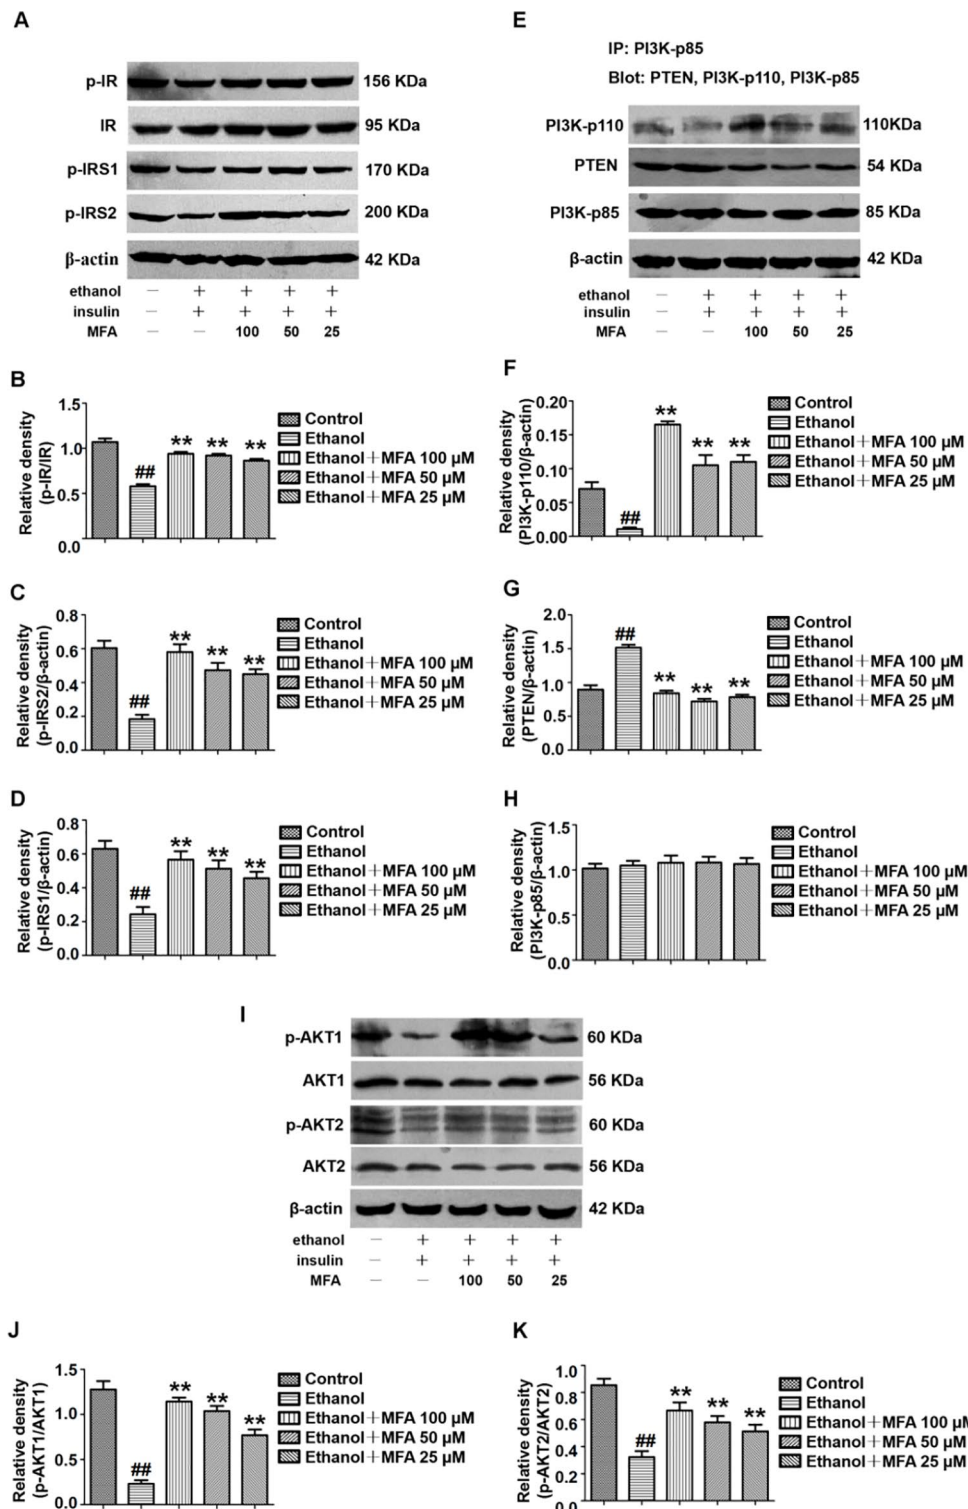 A
p-IR 156 KDa
IR 95 KDa
p-IRS1 170 KDa
p-IRS2 200 KDa
β-actin 42 KDa
ethanol － + + + +
insulin － + + + +
MFA － － 100 50 25
E
IP: PI3K-p85
Blot: PTEN, PI3K-p110, PI3K-p85
PI3K-p110 110KDa
PTEN 54 KDa
PI3K-p85 85 KDa
β-actin 42 KDa
ethanol － + + + +
insulin － + + + +
MFA － － 100 50 25
B
Relative density
(p-IR/IR)
1.5
1.0
0.5
0.0
## ** ** **
Control
Ethanol
Ethanol+MFA 100 μM
Ethanol+MFA 50 μM
Ethanol+MFA 25 μM
F
Relative density
(PI3K-p110/β-actin)
0.20
0.15
0.10
0.05
0.00
## ** ** **
Control
Ethanol
Ethanol+MFA 100 μM
Ethanol+MFA 50 μM
Ethanol+MFA 25 μM
C
Relative density
(p-IRS2/β-actin)
0.8
0.6
0.4
0.2
0.0
## ** ** **
Control
Ethanol
Ethanol+MFA 100 μM
Ethanol+MFA 50 μM
Ethanol+MFA 25 μM
G
Relative density
(PTEN/β-actin)
2.0
1.5
1.0
0.5
0.0
## ** ** **
Control
Ethanol
Ethanol+MFA 100 μM
Ethanol+MFA 50 μM
Ethanol+MFA 25 μM
D
Relative density
(p-IRS1/β-actin)
0.8
0.6
0.4
0.2
0.0
## ** ** **
Control
Ethanol
Ethanol+MFA 100 μM
Ethanol+MFA 50 μM
Ethanol+MFA 25 μM
H
Relative density
(PI3K-p85/β-actin)
1.5
1.0
0.5
0.0
Control
Ethanol
Ethanol+MFA 100 μM
Ethanol+MFA 50 μM
Ethanol+MFA 25 μM
I
p-AKT1 60 KDa
AKT1 56 KDa
p-AKT2 60 KDa
AKT2 56 KDa
β-actin 42 KDa
ethanol － + + + +
insulin － + + + +
MFA － － 100 50 25
J
Relative density
(p-AKT1/AKT1)
1.5
1.0
0.5
0.0
## ** ** **
Control
Ethanol
Ethanol+MFA 100 μM
Ethanol+MFA 50 μM
Ethanol+MFA 25 μM
K
Relative density
(p-AKT2/AKT2)
1.0
0.8
0.6
0.4
0.2
0.0
## ** ** **
Control
Ethanol
Ethanol+MFA 100 μM
Ethanol+MFA 50 μM
Ethanol+MFA 25 μM